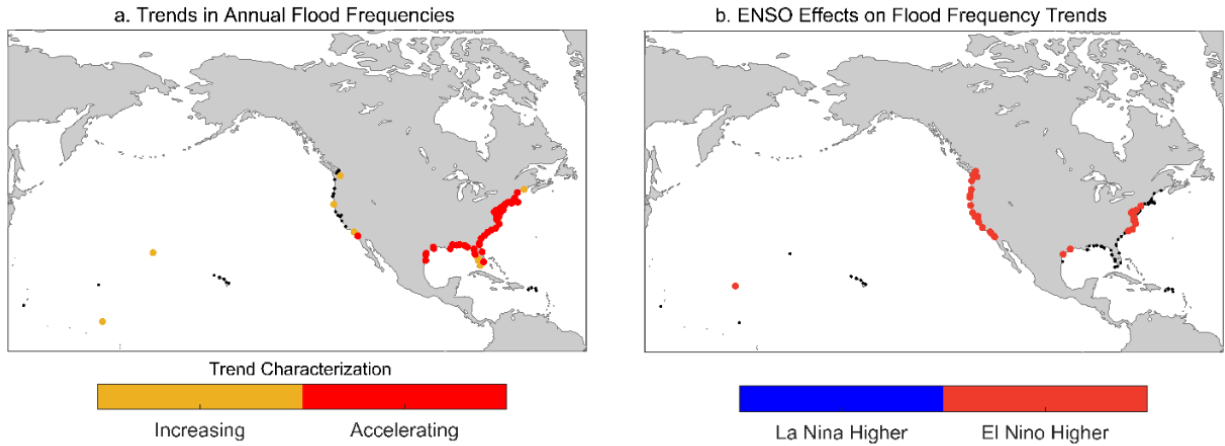 a. Trends in Annual Flood Frequencies
b. ENSO Effects on Flood Frequency Trends
Trend Characterization
Increasing
Accelerating
La Nina Higher
El Nino Higher